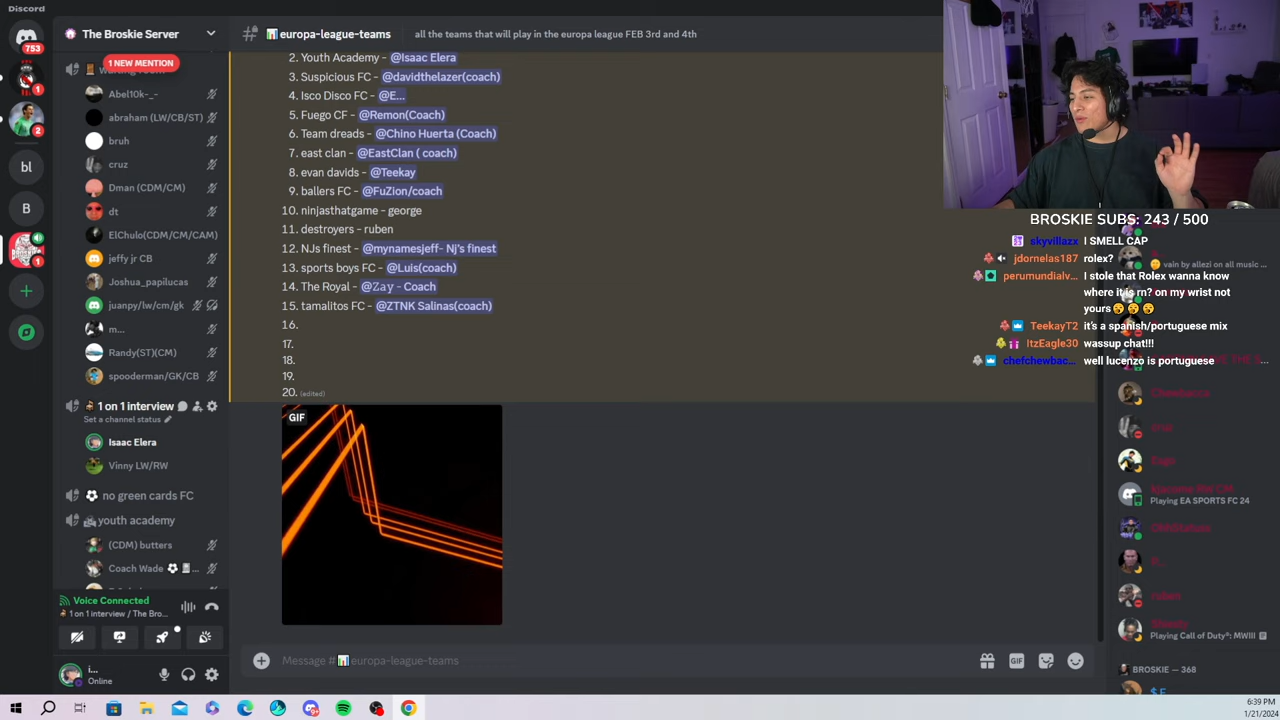 Discord
753
1
2
bl
B
1
The Broskie Server
1 NEW MENTION
Abel10k-_-
abraham (LW/CB/ST)
bruh
cruz
Dman (CDM/CM)
dt
ElChulo(CDM/CM/CAM)
jeffy jr CB
Joshua_papilucas
juanpy/lw/cm/gk
m...
Randy(ST)(CM)
spooderman/GK/CB
1 on 1 interview
Set a channel status
Isaac Elera
Vinny LW/RW
no green cards FC
youth academy
(CDM) butters
Coach Wade
Voice Connected
1 on 1 interview / The Bro...
i...
Online
europa-league-teams
all the teams that will play in the europa league FEB 3rd and 4th
2. Youth Academy - @Isaac Elera
3. Suspicious FC - @davidthelazer(coach)
4. Isco Disco FC - @E...
5. Fuego CF - @Remon(Coach)
6. Team dreads - @Chino Huerta (Coach)
7. east clan - @EastClan ( coach)
8. evan davids - @Teekay
9. ballers FC - @FuZion/coach
10. ninjasthatgame - george
11. destroyers - ruben
12. NJs finest - @mynamesjeff- Nj's finest
13. sports boys FC - @Luis(coach)
14. The Royal - @Zay - Coach
15. tamalitos FC - @ZTNK Salinas(coach)
16.
17.
18.
19.
20. (edited)
GIF
Message #📊europa-league-teams
GIF
BROSKIE SUBS: 243 / 500
skyvillazx I SMELL CAP
jdornelas187 rolex?
perumundialv... I stole that Rolex wanna know
where it is rn? on my wrist not
yours🥱🥱🥱
TeekayT2 it's a spanish/portuguese mix
ItzEagle30 wassup chat!!!
chefchewbac... well lucenzo is portuguese
vain by allezi on all music ...
Chewbacca
cruz
Playing EA SPORTS FC 24
ruben
Playing Call of Duty®: MWIII
BROSKIE — 368
6:39 PM
1/21/2024